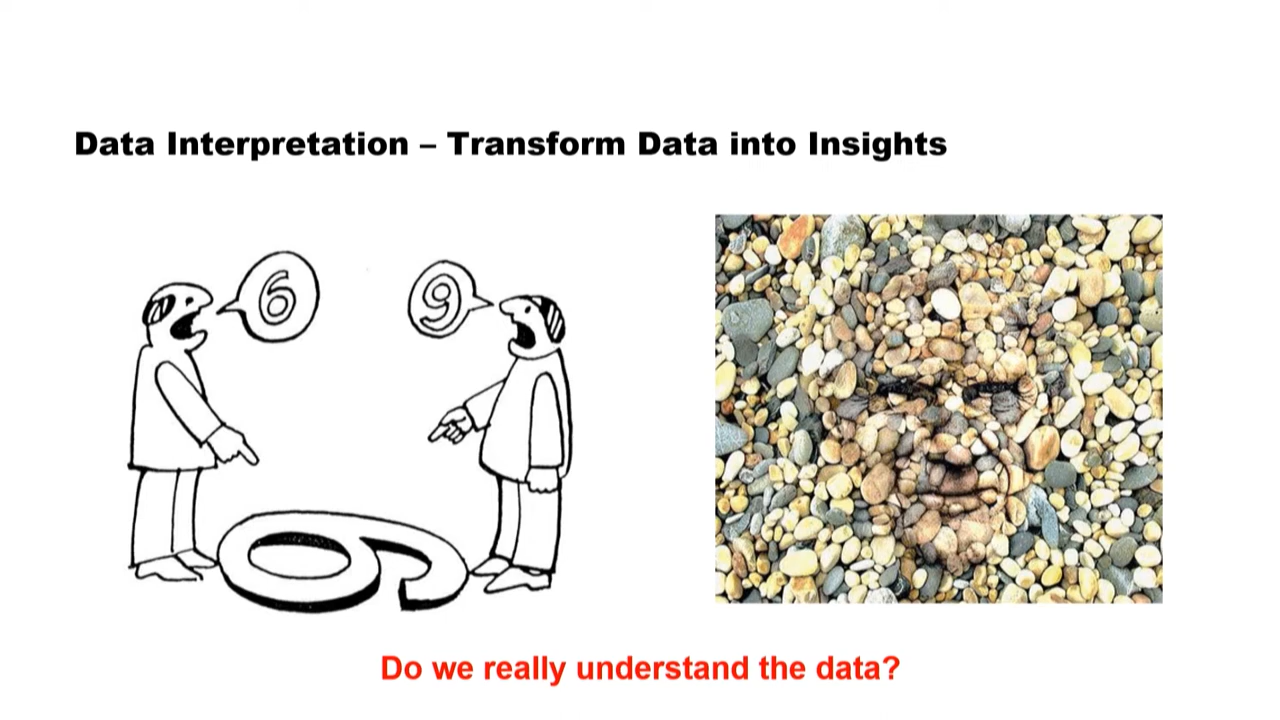 Data Interpretation – Transform Data into Insights
6
9
Do we really understand the data?